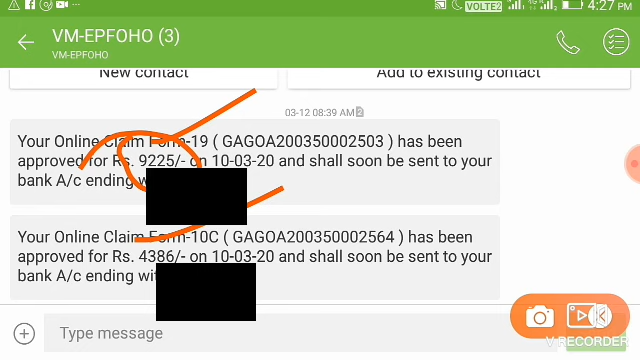 VOLTE2 4G 4:27 PM
VM-EPFOHO (3)
VM-EPFOHO
New contact Add to existing contact
03-12 08:39 AM 2
Your Online Claim Form-19 ( GAGOA200350002503 ) has been
approved for Rs. 9225/- on 10-03-20 and shall soon be sent to your
bank A/c ending
Your Online Claim Form-10C ( GAGOA200350002564 ) has been
approved for Rs. 4386/- on 10-03-20 and shall soon be sent to your
bank A/c ending
Type message
V RECORDER